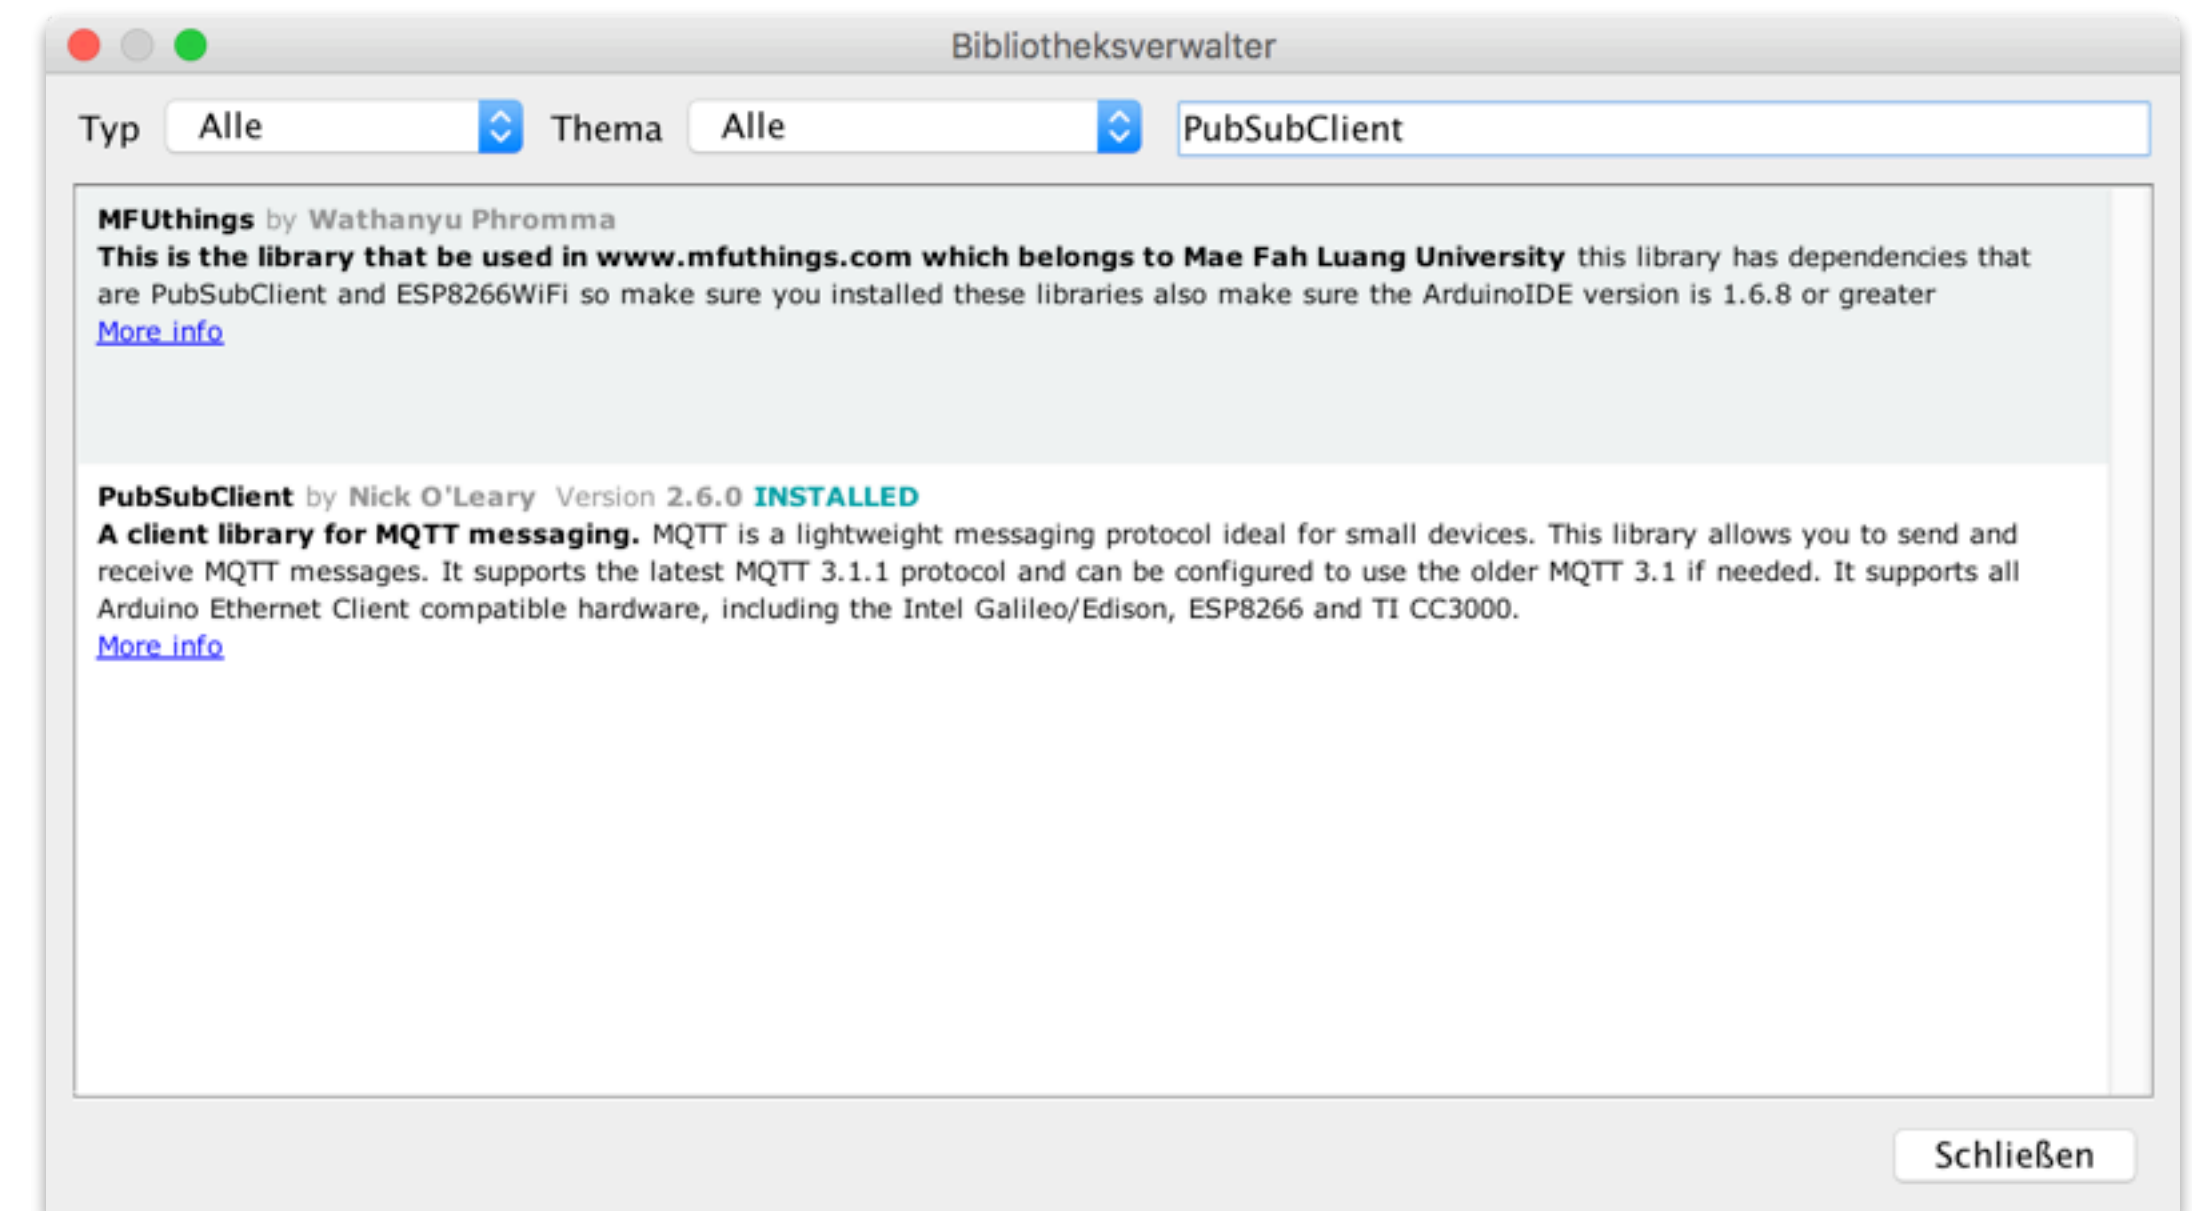 Bibliotheksverwalter
Typ Alle Thema Alle PubSubClient
MFUthings by Wathanyu Phromma
This is the library that be used in www.mfuthings.com which belongs to Mae Fah Luang University this library has dependencies that
are PubSubClient and ESP8266WiFi so make sure you installed these libraries also make sure the ArduinoIDE version is 1.6.8 or greater
More info
PubSubClient by Nick O'Leary Version 2.6.0 INSTALLED
A client library for MQTT messaging. MQTT is a lightweight messaging protocol ideal for small devices. This library allows you to send and
receive MQTT messages. It supports the latest MQTT 3.1.1 protocol and can be configured to use the older MQTT 3.1 if needed. It supports all
Arduino Ethernet Client compatible hardware, including the Intel Galileo/Edison, ESP8266 and TI CC3000.
More info
Schließen